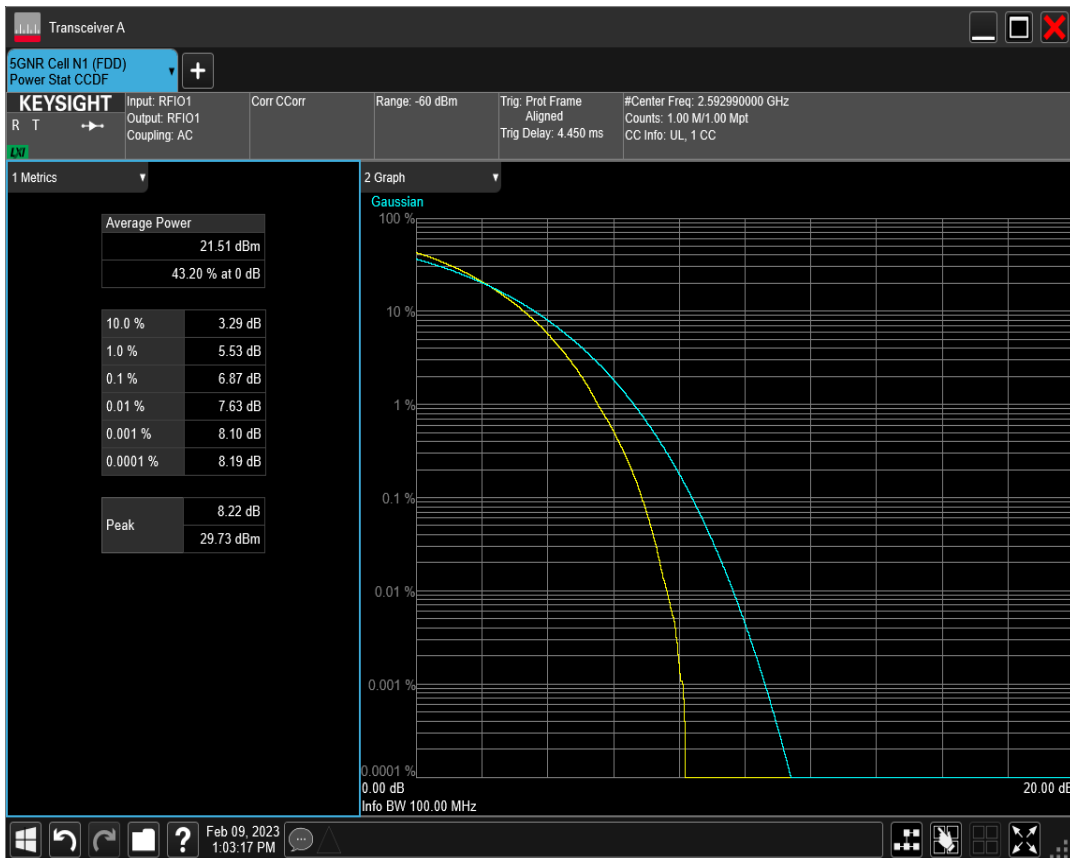 Transceiver A
5GNR Cell N1 (FDD)
Power Stat CCDF
+
KEYSIGHT
R T
LXI
Input: RFIO1
Output: RFIO1
Coupling: AC
Corr CCorr
Range: -60 dBm
Trig: Prot Frame
Aligned
Trig Delay: 4.450 ms
#Center Freq: 2.592990000 GHz
Counts: 1.00 M/1.00 Mpt
CC Info: UL, 1 CC
1 Metrics
Average Power
21.51 dBm
43.20 % at 0 dB
10.0 % 3.29 dB
1.0 % 5.53 dB
0.1 % 6.87 dB
0.01 % 7.63 dB
0.001 % 8.10 dB
0.0001 % 8.19 dB
Peak
8.22 dB
29.73 dBm
2 Graph
Gaussian
100 %
10 %
1 %
0.1 %
0.01 %
0.001 %
0.0001 %
0.00 dB 20.00 dB
Info BW 100.00 MHz
?
Feb 09, 2023
1:03:17 PM